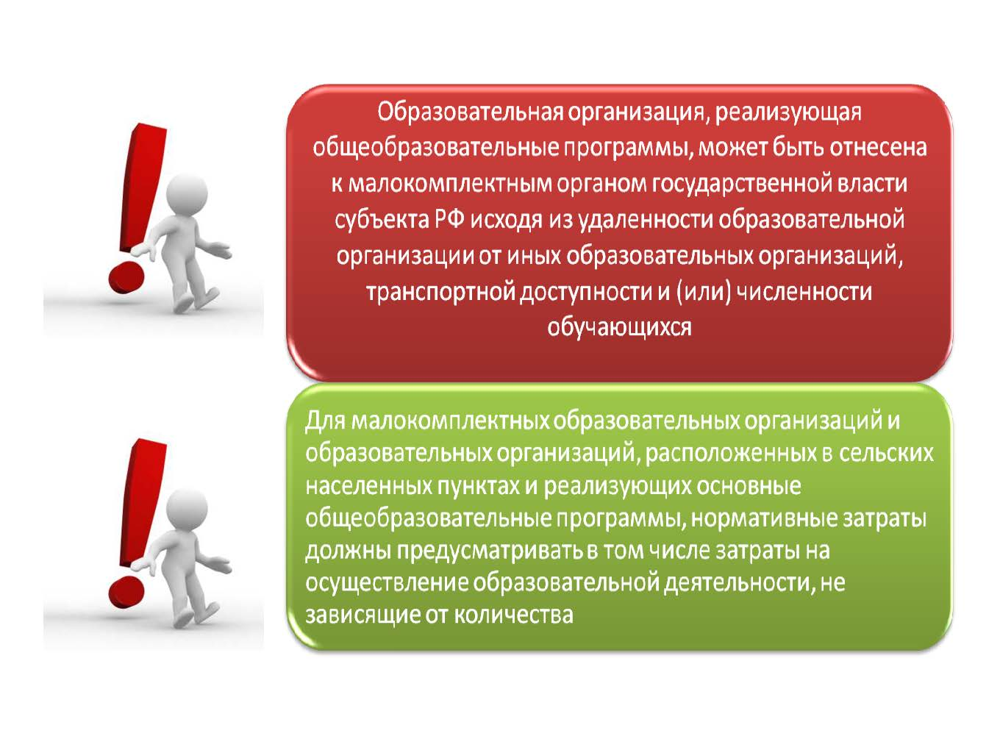 Образовательная организация, реализующая
общеобразовательные программы, может быть отнесена
к малокомплектным органом государственной власти
субъекта РФ исходя из удаленности образовательной
организации от иных образовательных организаций,
транспортной доступности и (или) численности
обучающихся
Для малокомплектных образовательных организаций и
образовательных организаций, расположенных в сельских
населенных пунктах и реализующих основные
общеобразовательные программы, нормативные затраты
должны предусматривать в том числе затраты на
осуществление образовательной деятельности, не
зависящие от количества